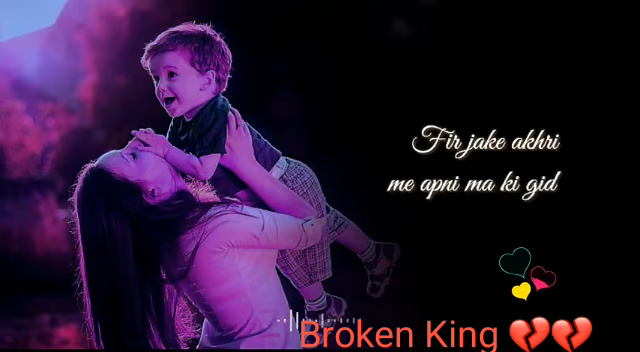 Fir jake akhri
me apni ma ki gid
Broken King 💔💔